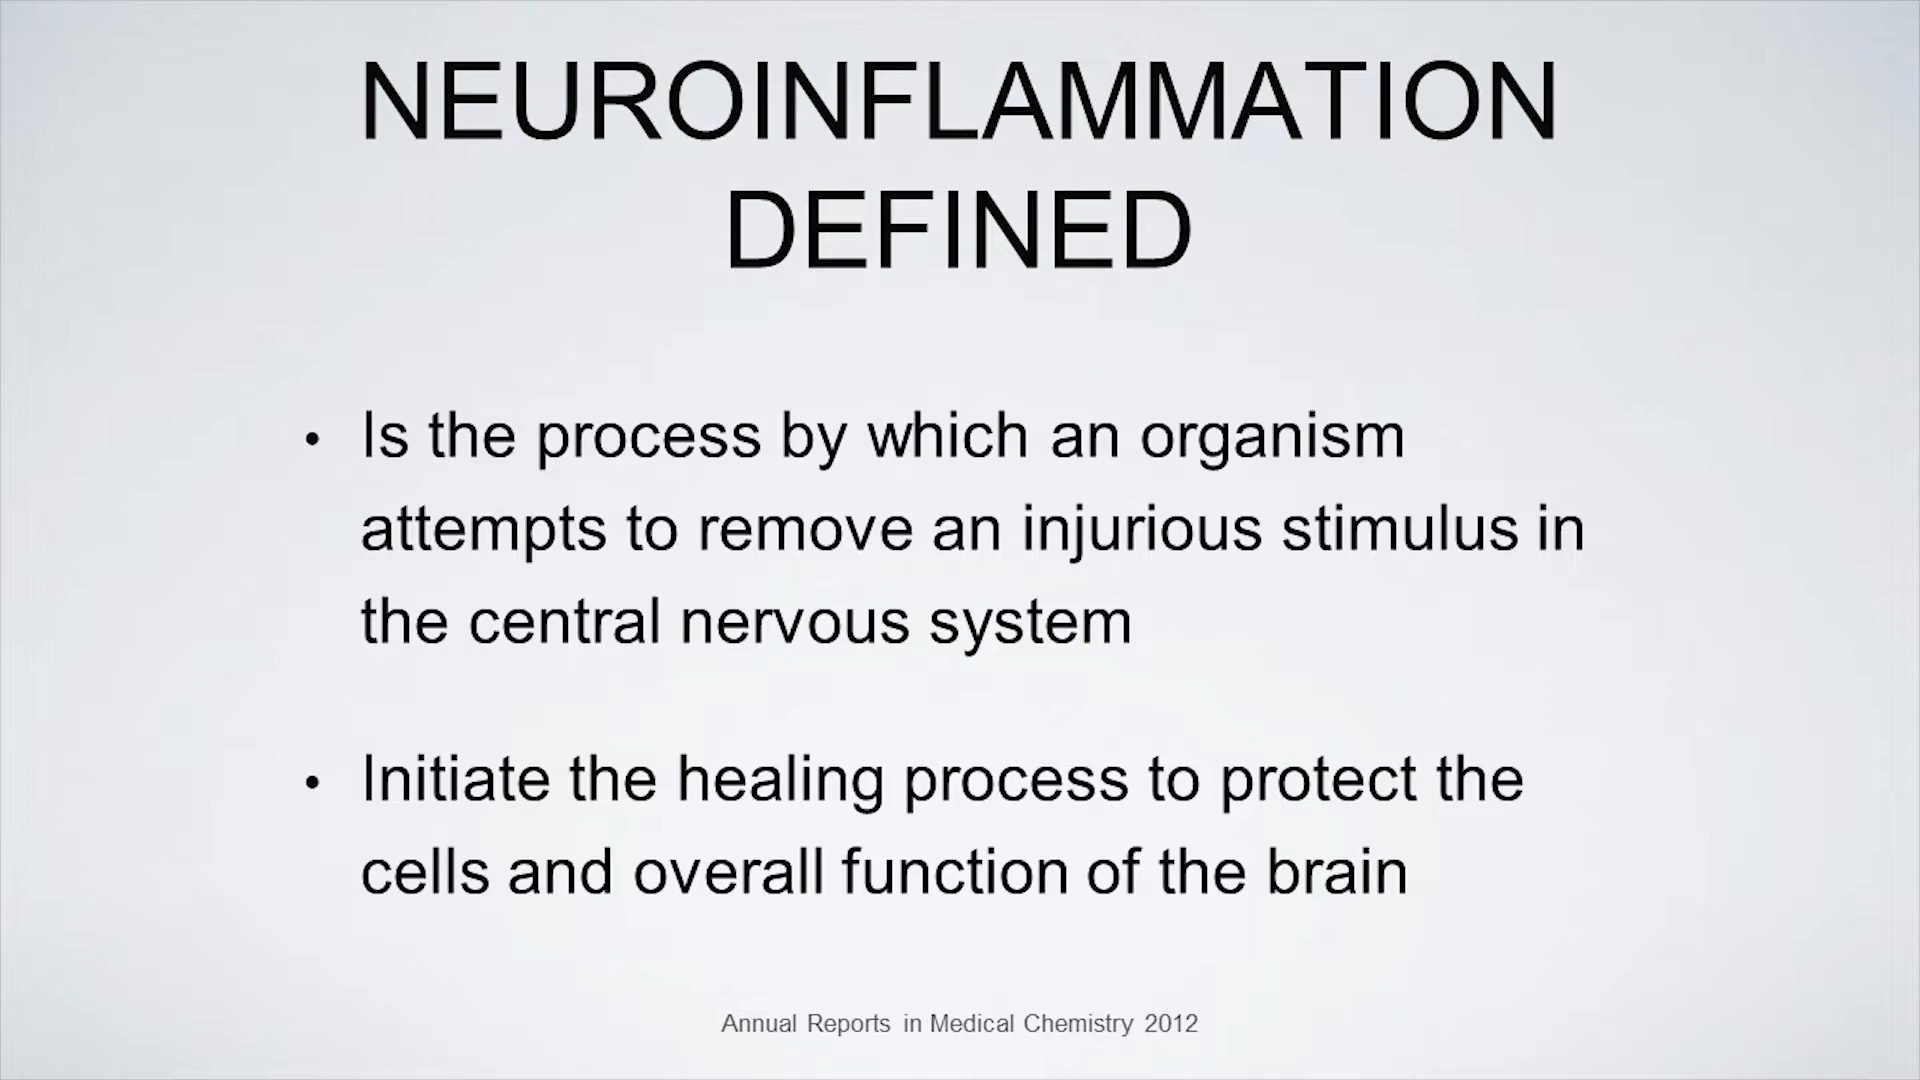 NEUROINFLAMMATION
DEFINED
• Is the process by which an organism
attempts to remove an injurious stimulus in
the central nervous system
• Initiate the healing process to protect the
cells and overall function of the brain
Annual Reports in Medical Chemistry 2012